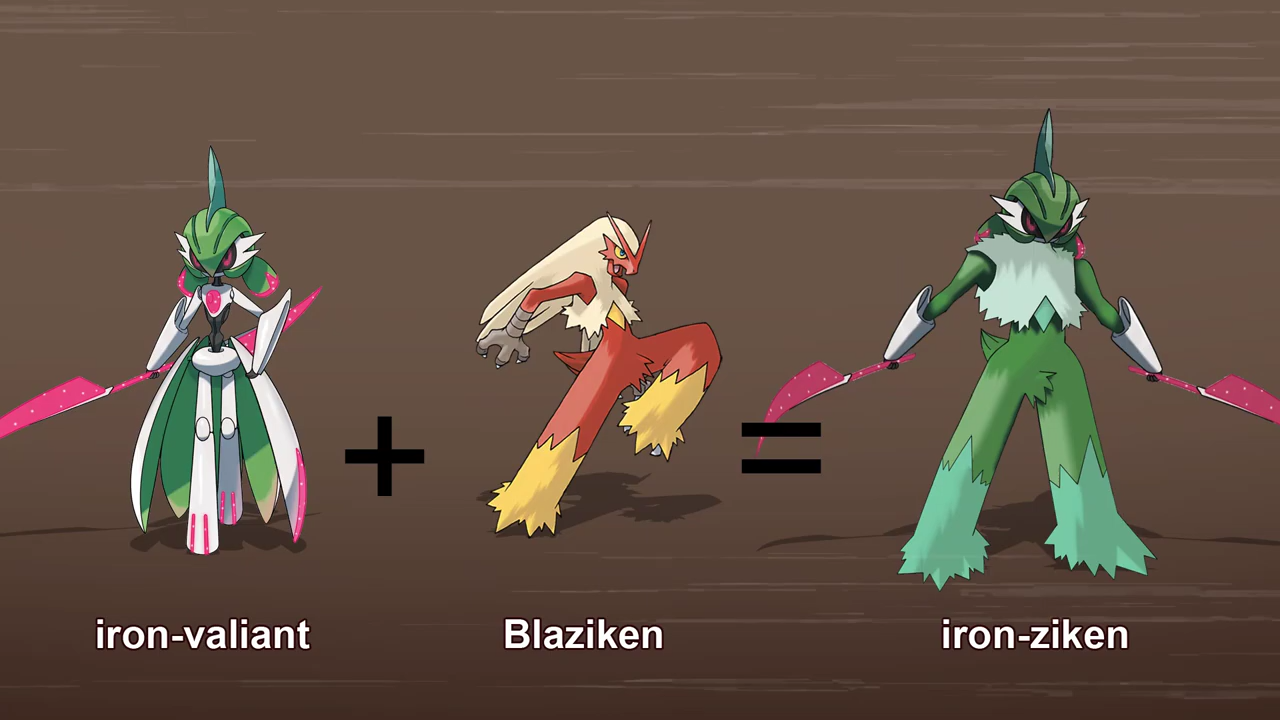 +
=
iron-valiant
Blaziken
iron-ziken